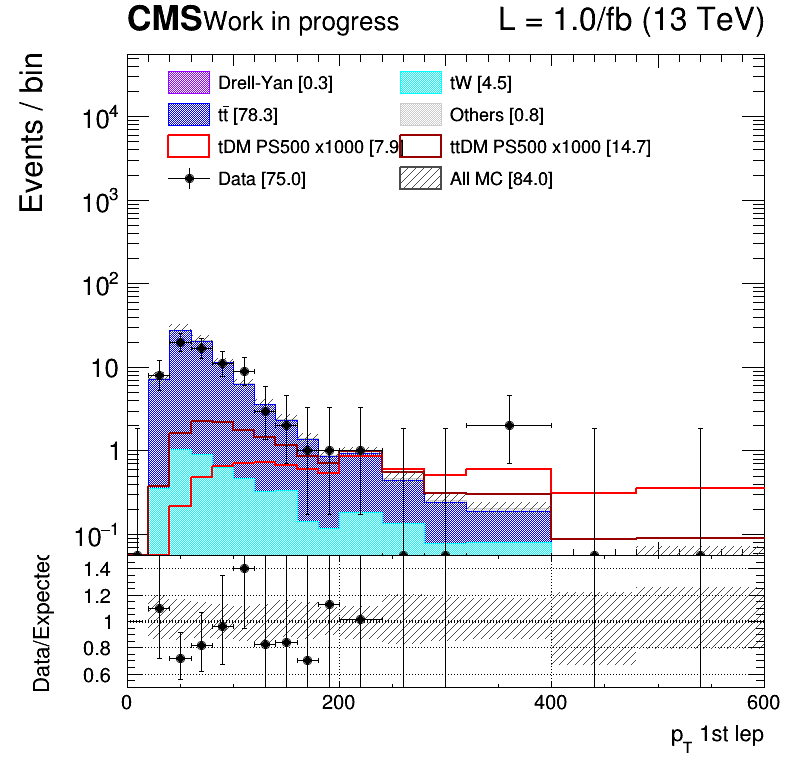 CMS Work in progress L = 1.0/fb (13 TeV)
Events / bin
Drell-Yan [0.3] tW [4.5]
tt̄ [78.3] Others [0.8]
tDM PS500 x1000 [7.9] ttDM PS500 x1000 [14.7]
Data [75.0] All MC [84.0]
10⁴
10³
10²
10
1
10⁻¹
Data/Expected
1.4
1.2
1
0.8
0.6
0 200 400 600
p_T 1st lep